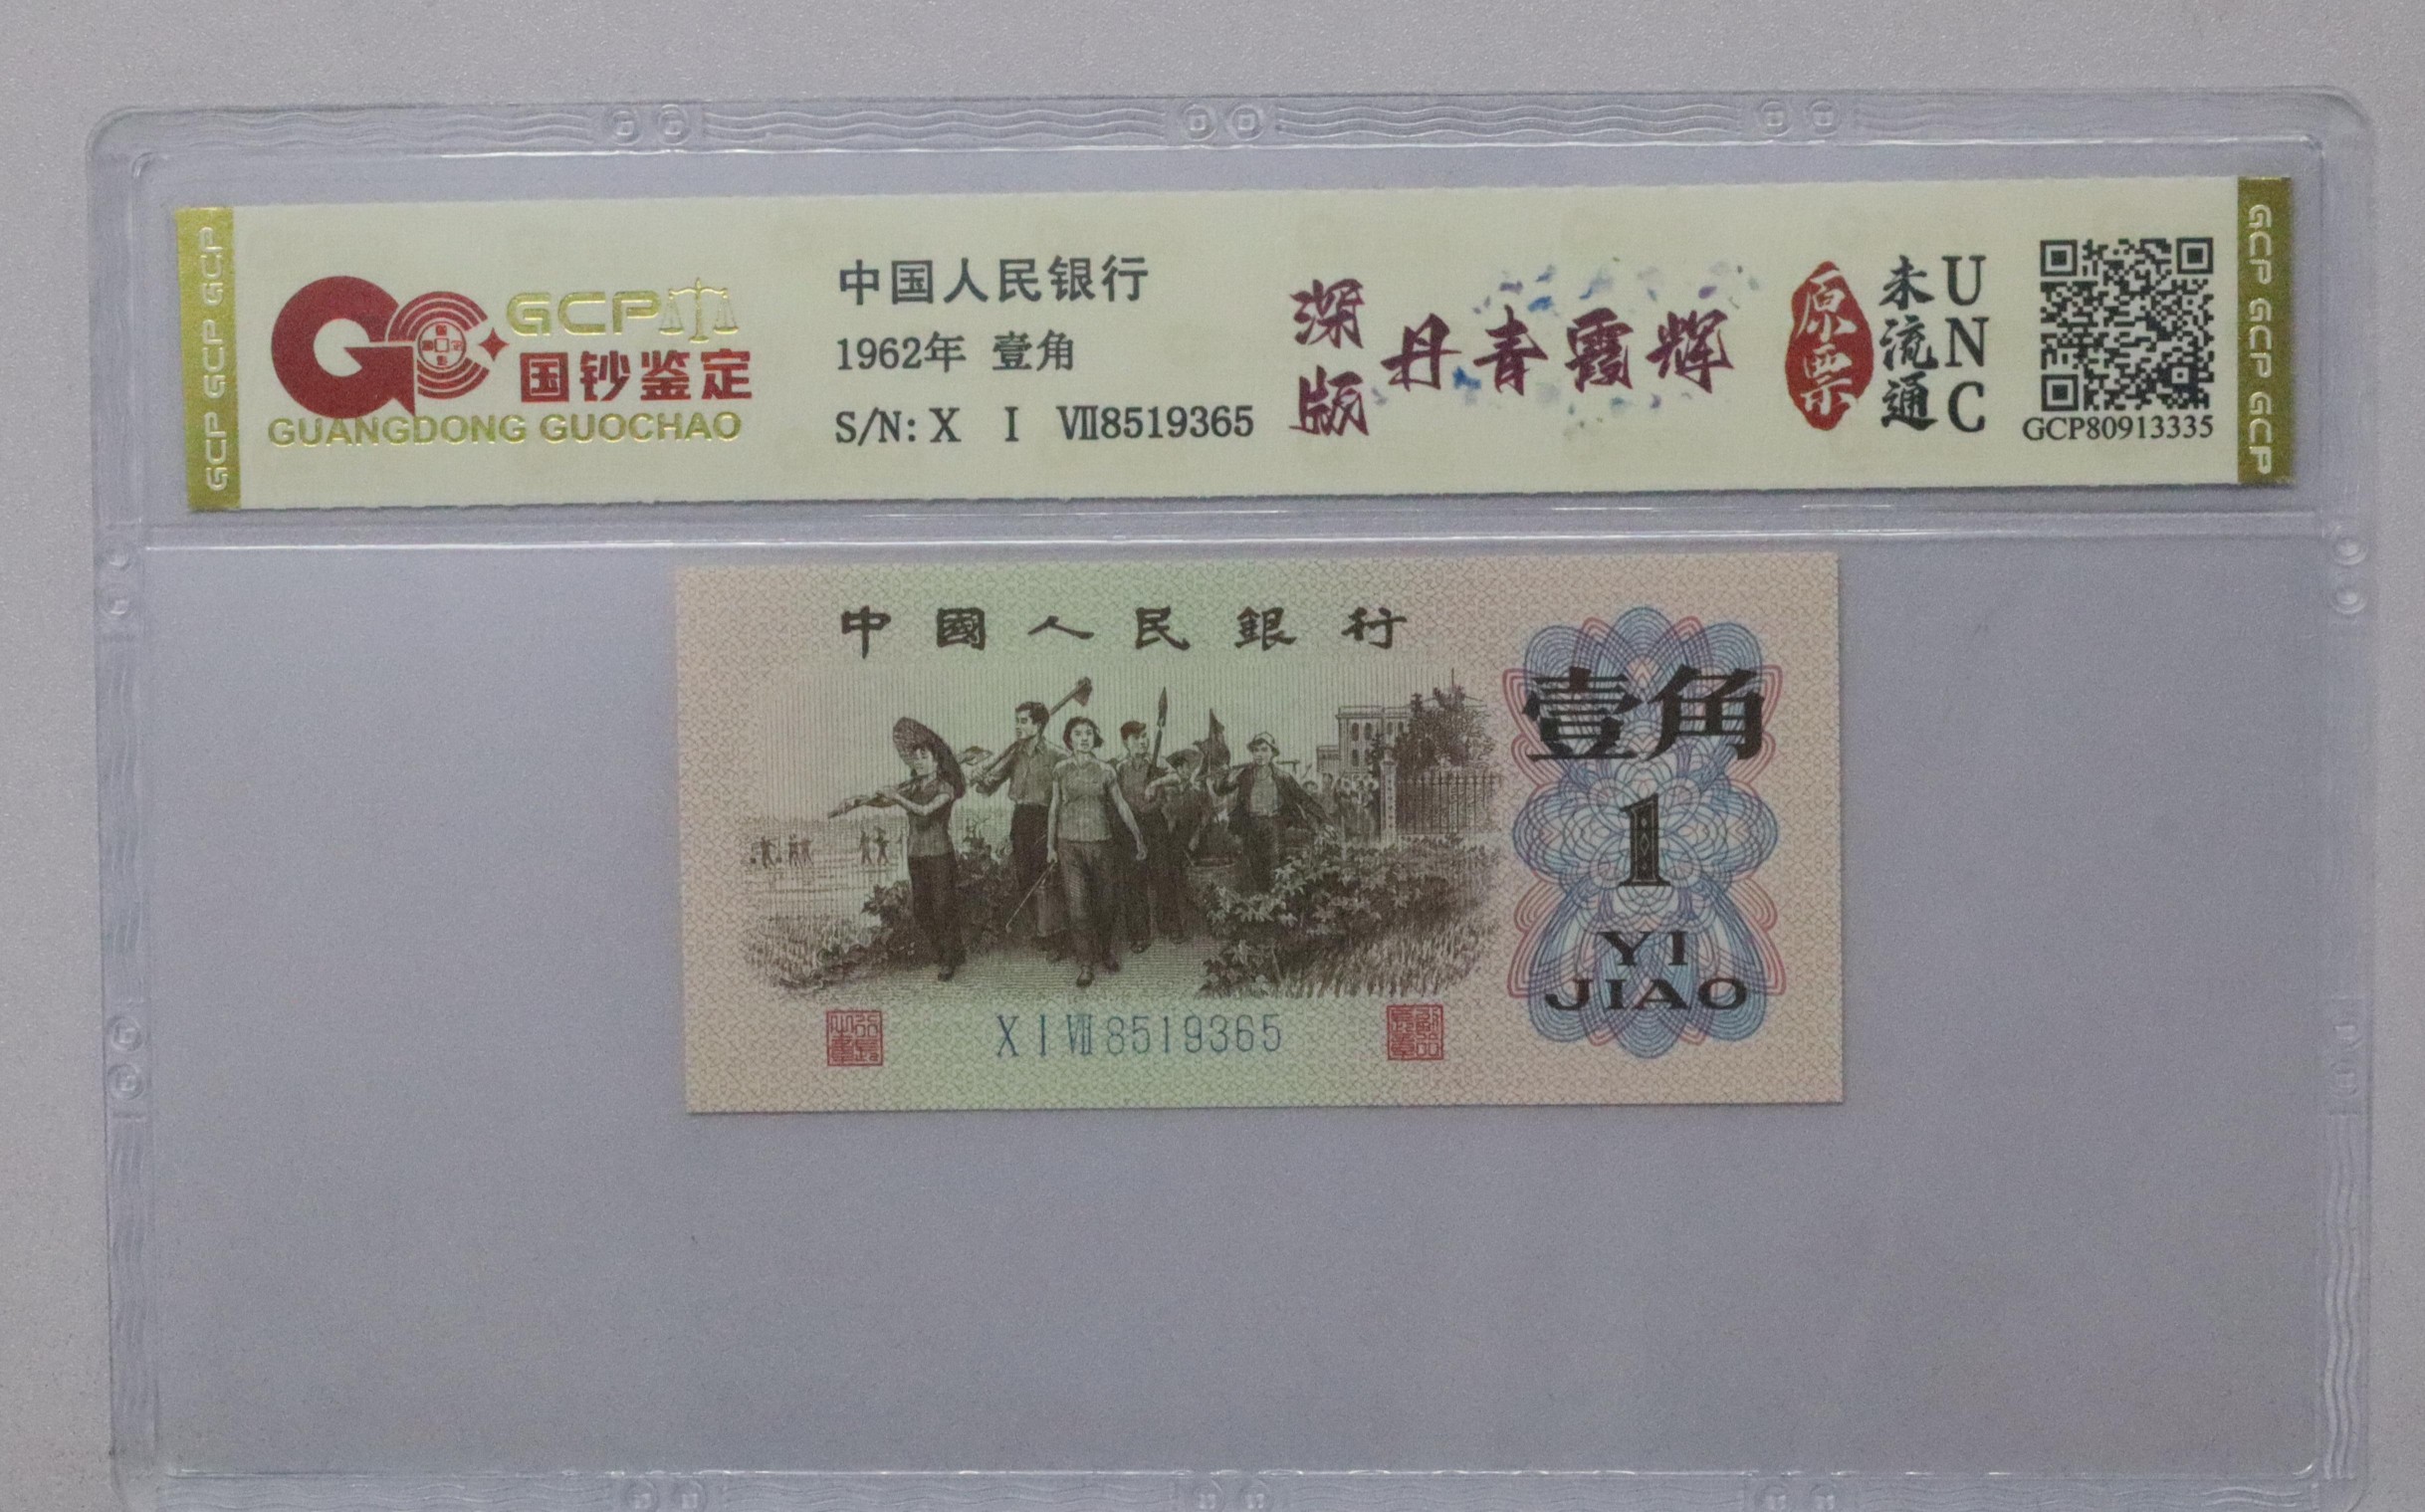 GCP GCP GCP
GCP
国钞鉴定
GUANGDONG GUOCHAO
中国人民银行
1962年 壹角
S/N: X Ⅰ Ⅶ8519365
深版
丹青霞辉
原票
未流通
UNC
GCP80913335
GCP GCP GCP
中國人民銀行
壹角
1
YI
JIAO
X Ⅰ Ⅶ 8519365